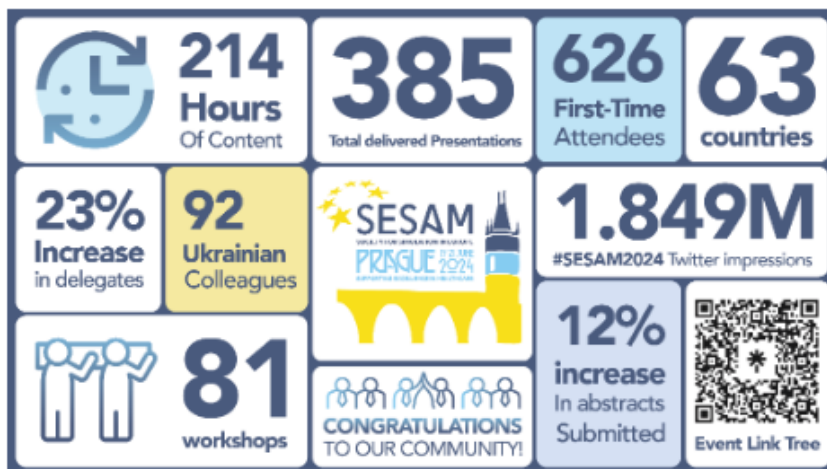 214
Hours
Of Content
385
Total delivered Presentations
626
First-Time
Attendees
63
countries
23%
Increase
in delegates
92
Ukrainian
Colleagues
SESAM
PRAGUE
2024
1.849M
#SESAM2024 Twitter impressions
81
workshops
CONGRATULATIONS
TO OUR COMMUNITY!
12%
increase
In abstracts
Submitted
Event Link Tree